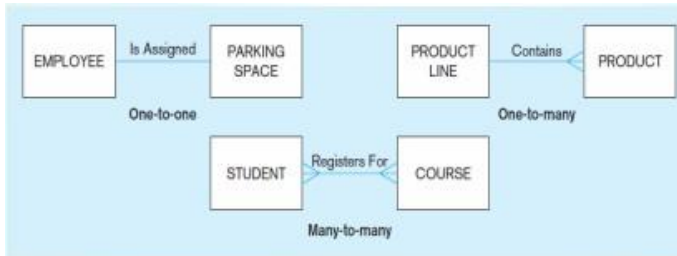 EMPLOYEE
Is Assigned
PARKING
SPACE
One-to-one
PRODUCT
LINE
Contains
PRODUCT
One-to-many
STUDENT
Registers For
COURSE
Many-to-many